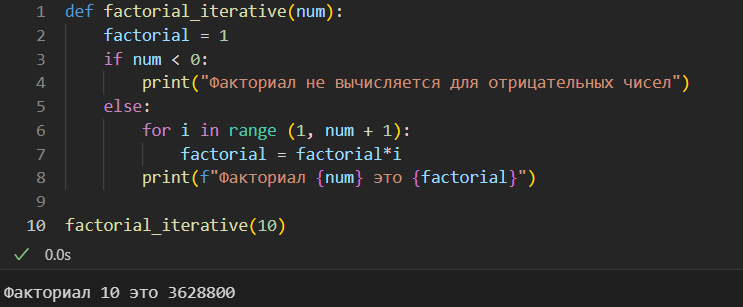 1 def factorial_iterative(num):
2 factorial = 1
3 if num < 0:
4 print("Факториал не вычисляется для отрицательных чисел")
5 else:
6 for i in range (1, num + 1):
7 factorial = factorial*i
8 print(f"Факториал {num} это {factorial}")
9
10 factorial_iterative(10)
0.0s
Факториал 10 это 3628800